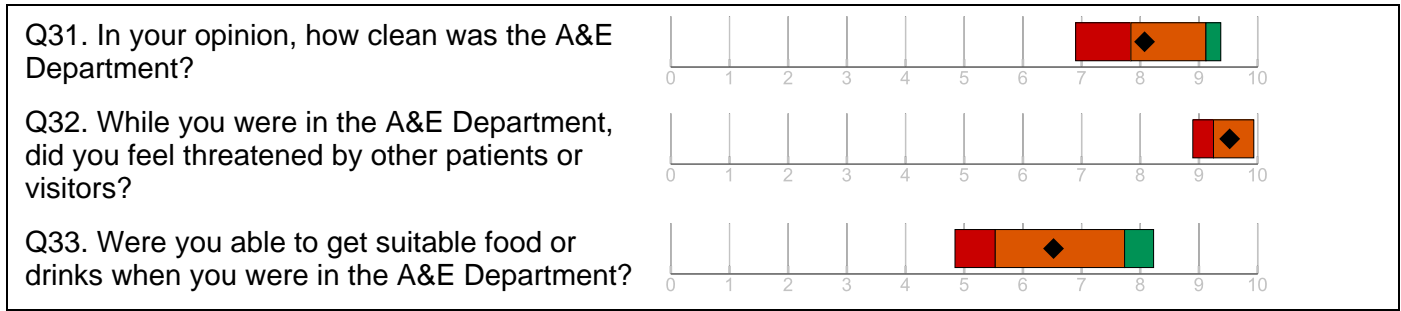 Q31. In your opinion, how clean was the A&E
Department?
0 1 2 3 4 5 6 7 8 9 10
Q32. While you were in the A&E Department,
did you feel threatened by other patients or
visitors?
0 1 2 3 4 5 6 7 8 9 10
Q33. Were you able to get suitable food or
drinks when you were in the A&E Department?
0 1 2 3 4 5 6 7 8 9 10